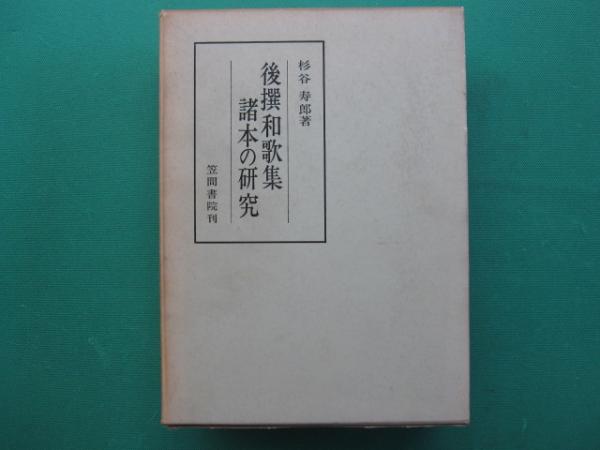 杉谷寿郎著
後撰和歌集
諸本の研究
笠間書院刊